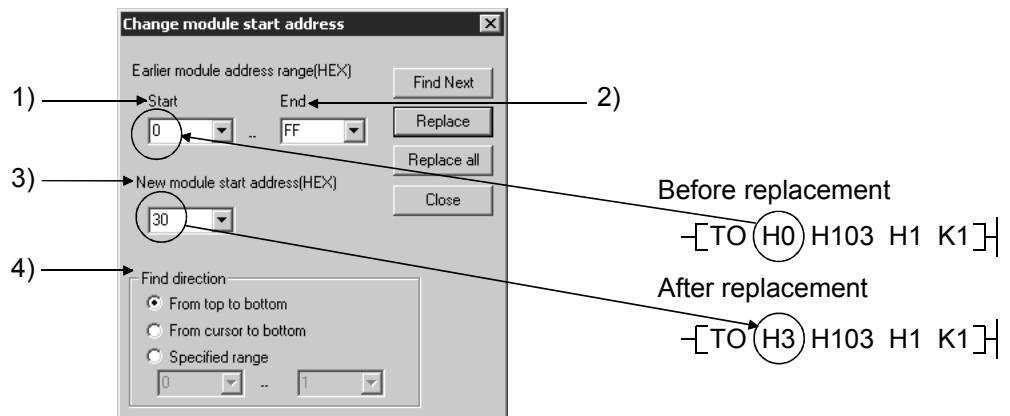 Change module start address
Earlier module address range(HEX)
Find Next
1)
Start
End
2)
0
..
FF
Replace
Replace all
3)
New module start address(HEX)
Close
30
Before replacement
TO H0 H103 H1 K1
4)
Find direction
After replacement
From top to bottom
From cursor to bottom
TO H3 H103 H1 K1
Specified range
0
..
1